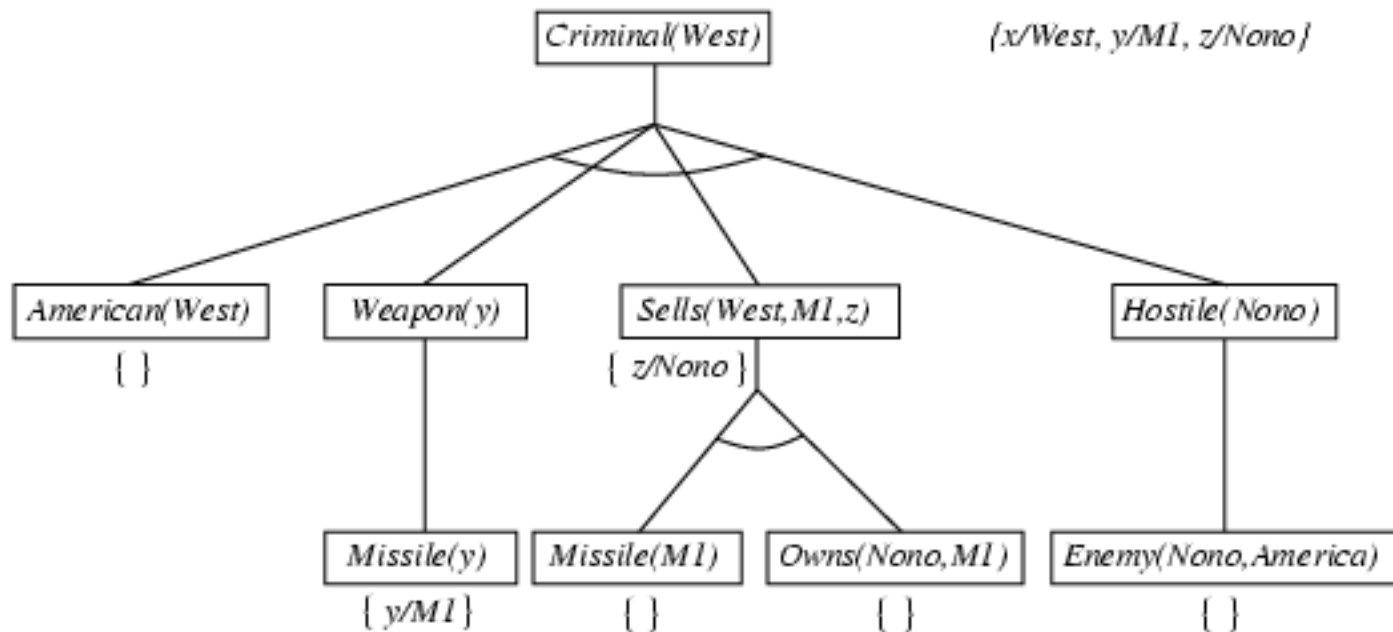 Criminal(West)
{x/West, y/M1, z/Nono}
American(West)
Weapon(y)
Sells(West,M1,z)
Hostile(Nono)
{ }
{ z/Nono }
Missile(y)
Missile(M1)
Owns(Nono,M1)
Enemy(Nono,America)
{ y/M1 }
{ }
{ }
{ }